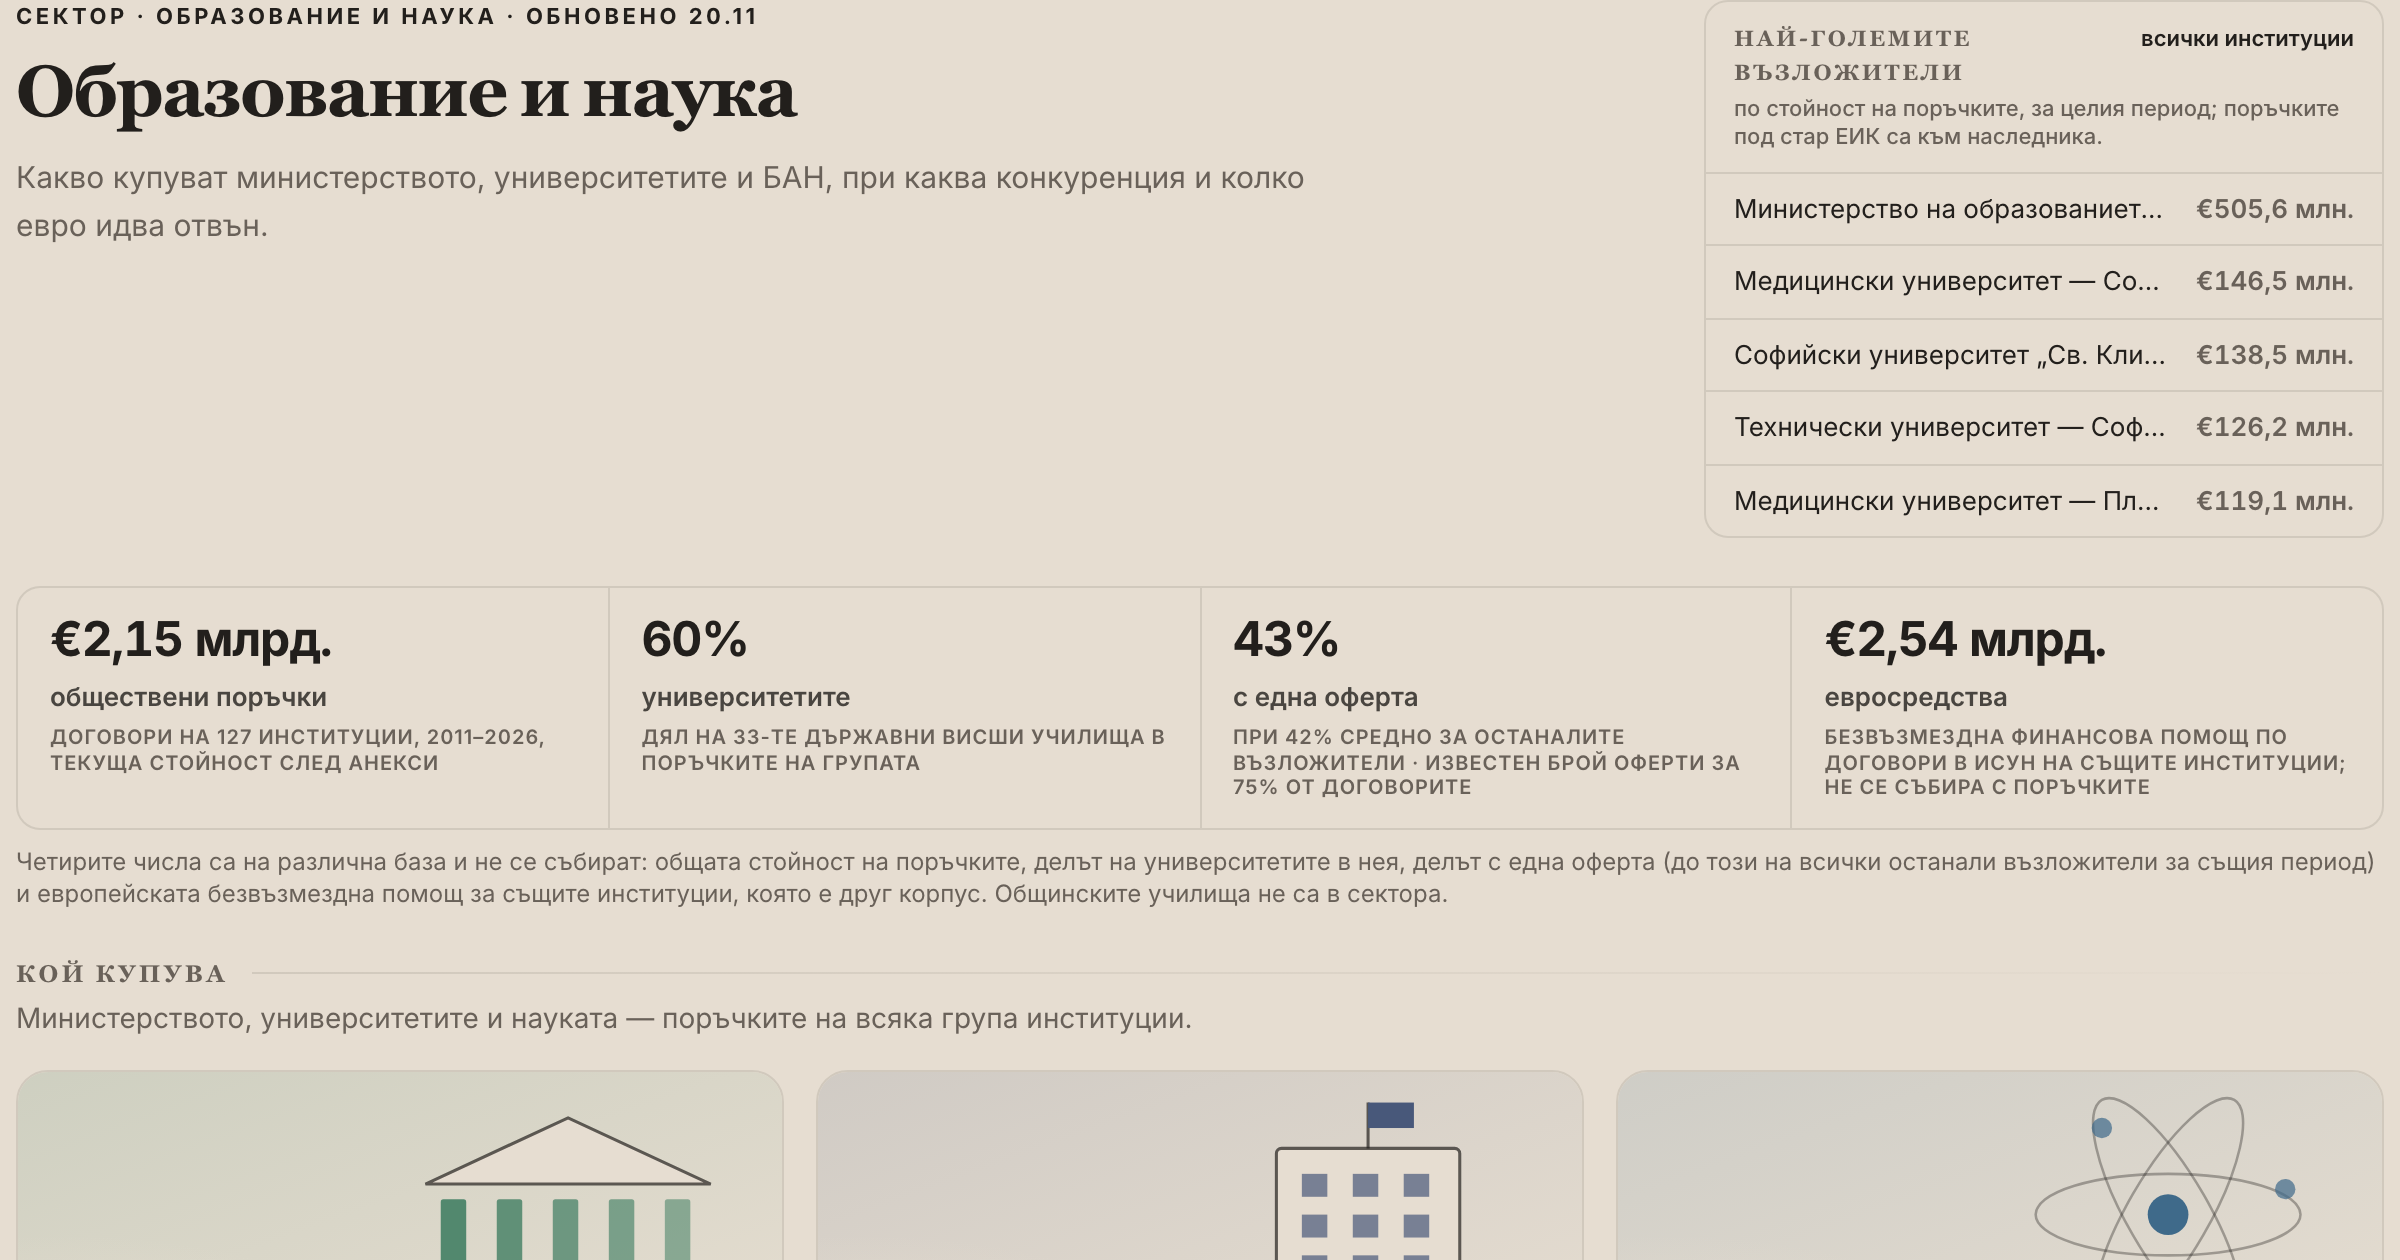 СЕКТОР · ОБРАЗОВАНИЕ И НАУКА · ОБНОВЕНО 20.11
Образование и наука
Какво купуват министерството, университетите и БАН, при каква конкуренция и колко
евро идва отвън.
НАЙ-ГОЛЕМИТЕ
ВЪЗЛОЖИТЕЛИ
всички институции
по стойност на поръчките, за целия период; поръчките
под стар ЕИК са към наследника.
Министерство на образованиет... €505,6 млн.
Медицински университет — Со... €146,5 млн.
Софийски университет „Св. Кли... €138,5 млн.
Технически университет — Соф... €126,2 млн.
Медицински университет — Пл... €119,1 млн.
€2,15 млрд.
обществени поръчки
ДОГОВОРИ НА 127 ИНСТИТУЦИИ, 2011–2026,
ТЕКУЩА СТОЙНОСТ СЛЕД АНЕКСИ
60%
университетите
ДЯЛ НА 33-ТЕ ДЪРЖАВНИ ВИСШИ УЧИЛИЩА В
ПОРЪЧКИТЕ НА ГРУПАТА
43%
с една оферта
ПРИ 42% СРЕДНО ЗА ОСТАНАЛИТЕ
ВЪЗЛОЖИТЕЛИ · ИЗВЕСТЕН БРОЙ ОФЕРТИ ЗА
75% ОТ ДОГОВОРИТЕ
€2,54 млрд.
евросредства
БЕЗВЪЗМЕЗДНА ФИНАНСОВА ПОМОЩ ПО
ДОГОВОРИ В ИСУН НА СЪЩИТЕ ИНСТИТУЦИИ;
НЕ СЕ СЪБИРА С ПОРЪЧКИТЕ
Четирите числа са на различна база и не се събират: общата стойност на поръчките, делът на университетите в нея, делът с една оферта (до този на всички останали възложители за същия период)
и европейската безвъзмездна помощ за същите институции, която е друг корпус. Общинските училища не са в сектора.
КОЙ КУПУВА
Министерството, университетите и науката — поръчките на всяка група институции.